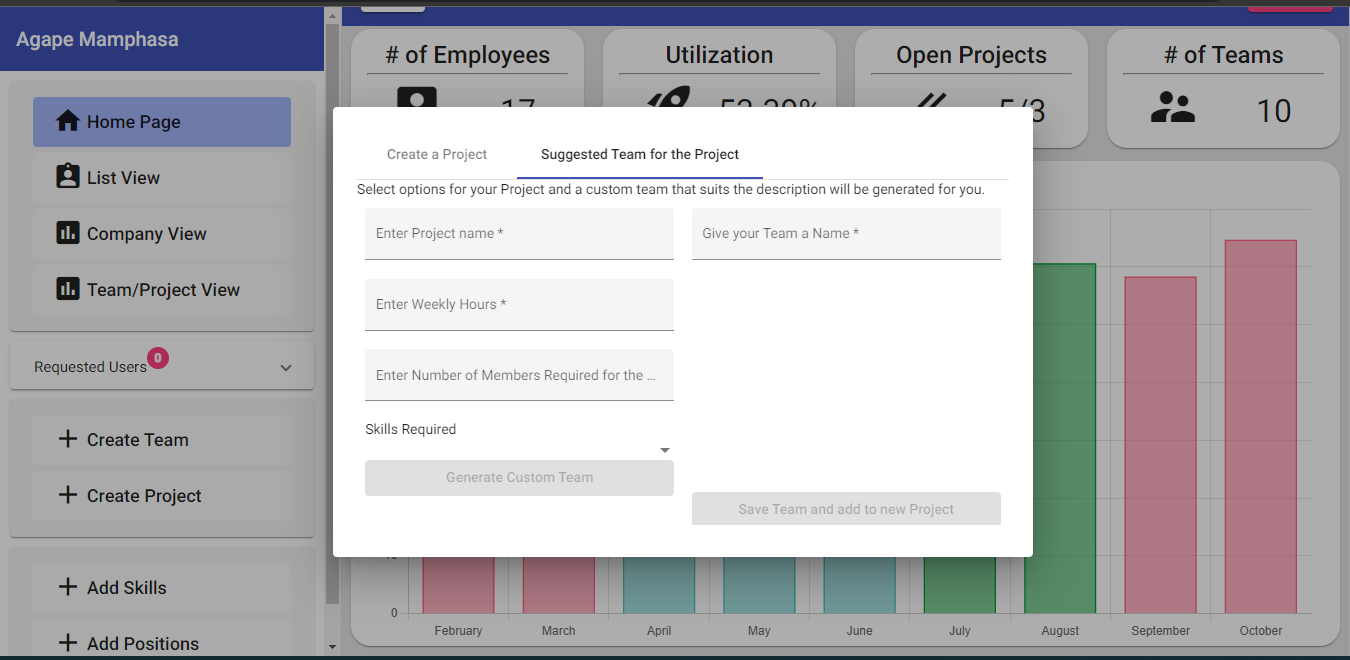 Agape Mamphasa
Home Page
List View
Company View
Team/Project View
Requested Users
0
Create Team
Create Project
Add Skills
Add Positions
# of Employees
17
Utilization
Open Projects
5/3
# of Teams
10
Create a Project
Suggested Team for the Project
Select options for your Project and a custom team that suits the description will be generated for you.
Enter Project name *
Give your Team a Name *
Enter Weekly Hours *
Enter Number of Members Required for the ...
Skills Required
Generate Custom Team
Save Team and add to new Project
0
February March April May June July August September October